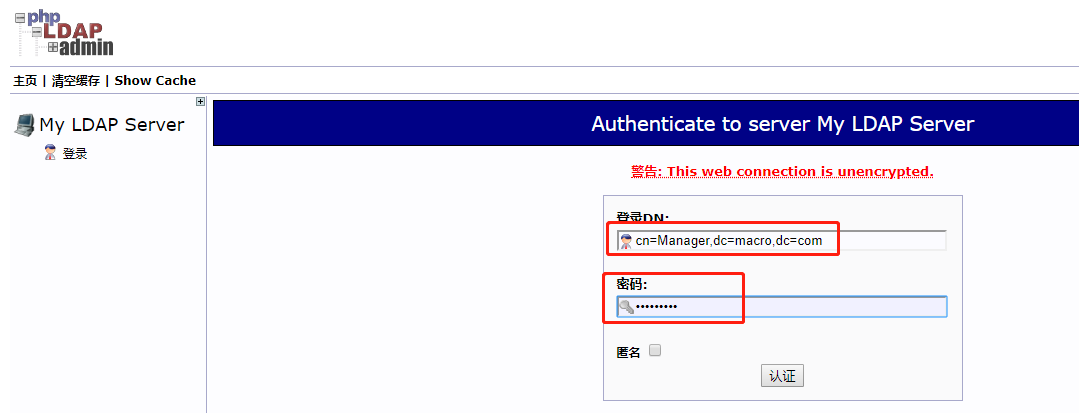 php
LDAP
admin
主页 | 清空缓存 | Show Cache
My LDAP Server
登录
Authenticate to server My LDAP Server
警告: This web connection is unencrypted.
登录DN:
cn=Manager,dc=macro,dc=com
密码:
•••••••••
匿名
认证